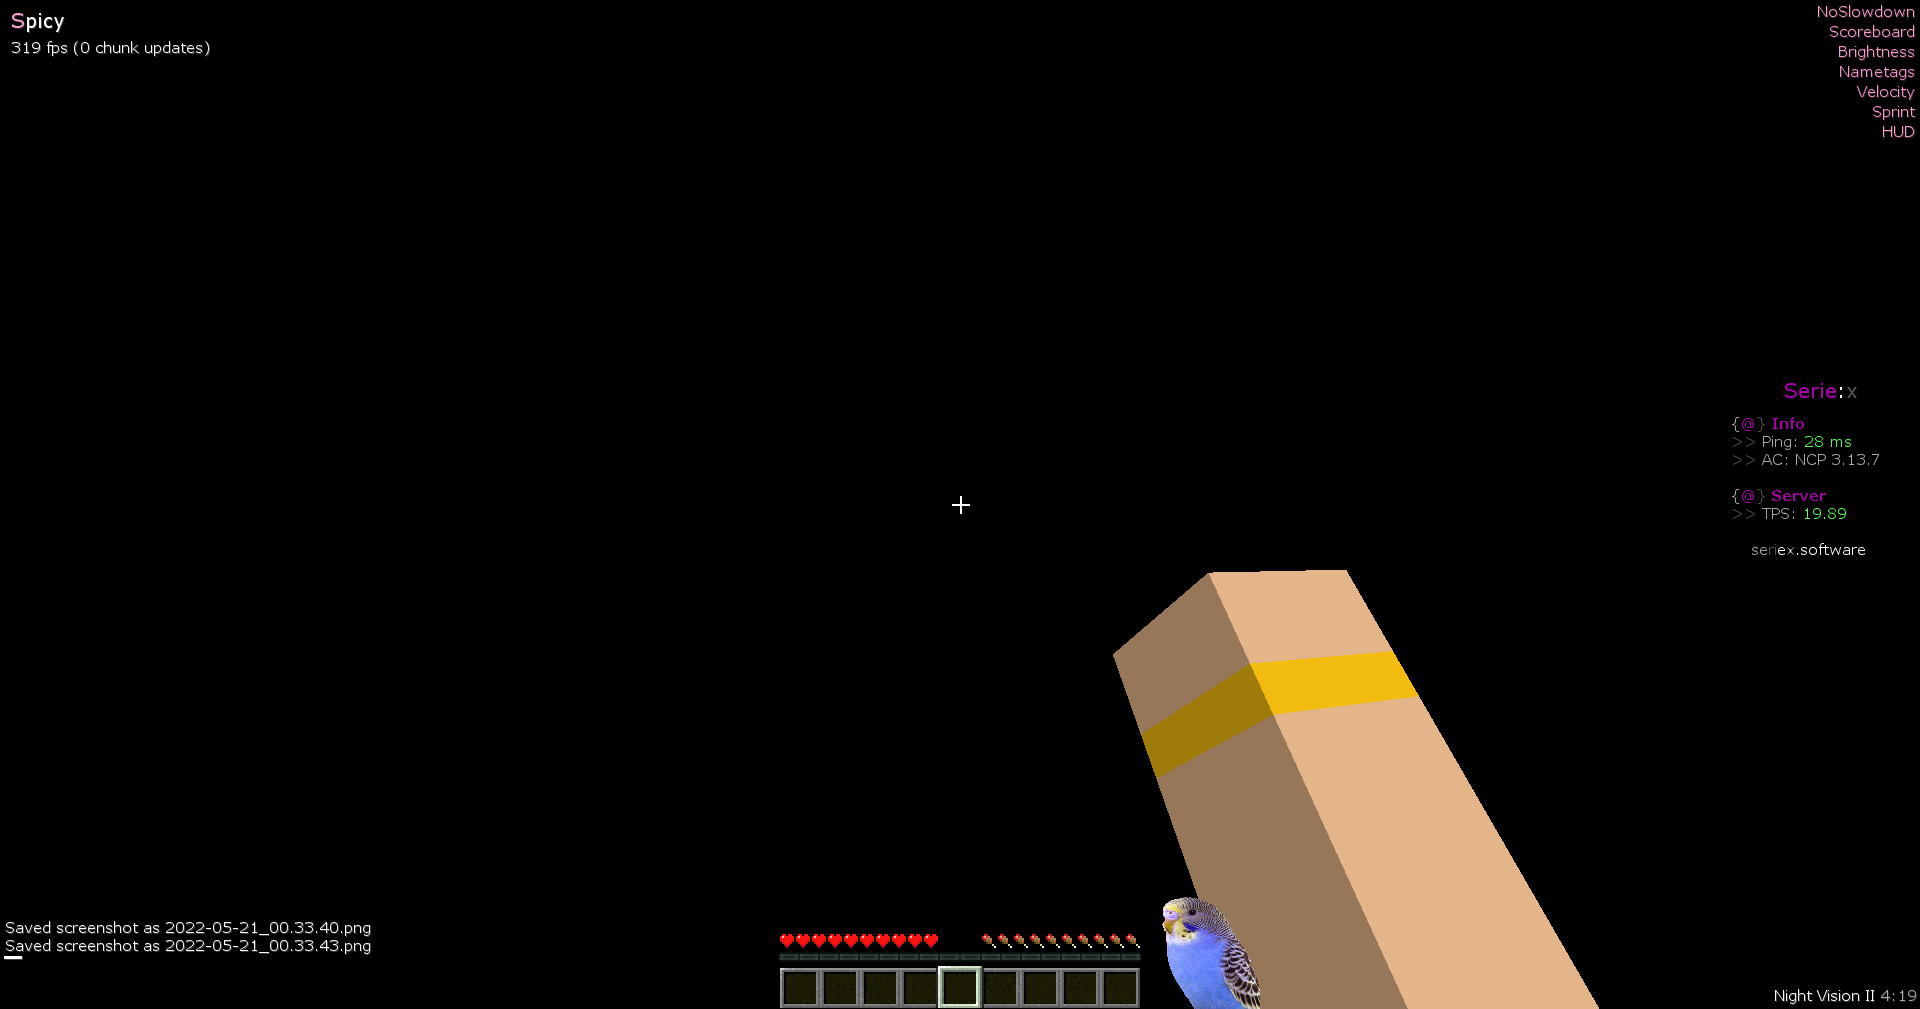 Spicy
319 fps (0 chunk updates)
NoSlowdown
Scoreboard
Brightness
Nametags
Velocity
Sprint
HUD
Serie:x
{@} Info
>> Ping: 28 ms
>> AC: NCP 3.13.7
{@} Server
>> TPS: 19.89
seriex.software
Saved screenshot as 2022-05-21_00.33.40.png
Saved screenshot as 2022-05-21_00.33.43.png
Night Vision II 4:19